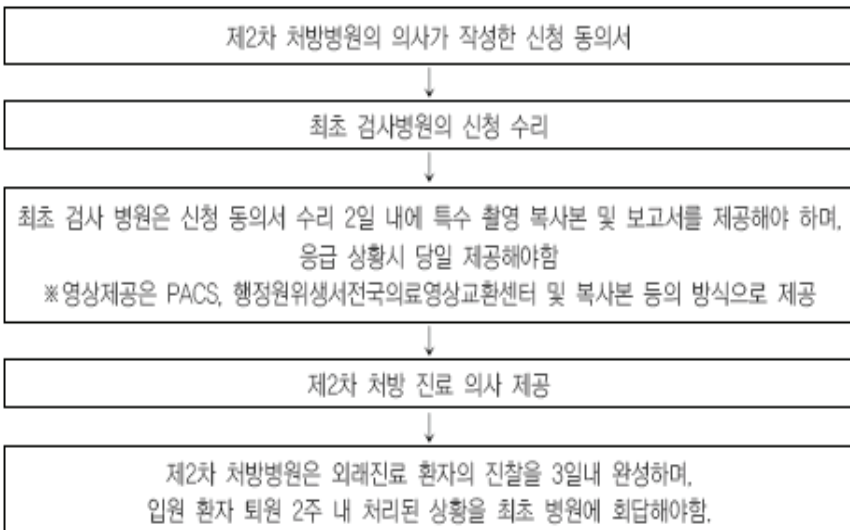 제2차 처방병원의 의사가 작성한 신청 동의서
↓
최초 검사병원의 신청 수리
↓
최초 검사 병원은 신청 동의서 수리 2일 내에 특수 촬영 복사본 및 보고서를 제공해야 하며,
응급 상황시 당일 제공해야함
※영상제공은 PACS, 행정원위생서전국의료영상교환센터 및 복사본 등의 방식으로 제공
↓
제2차 처방 진료 의사 제공
↓
제2차 처방병원은 외래진료 환자의 진찰을 3일내 완성하며,
입원 환자 퇴원 2주 내 처리된 상황을 최초 병원에 회답해야함.